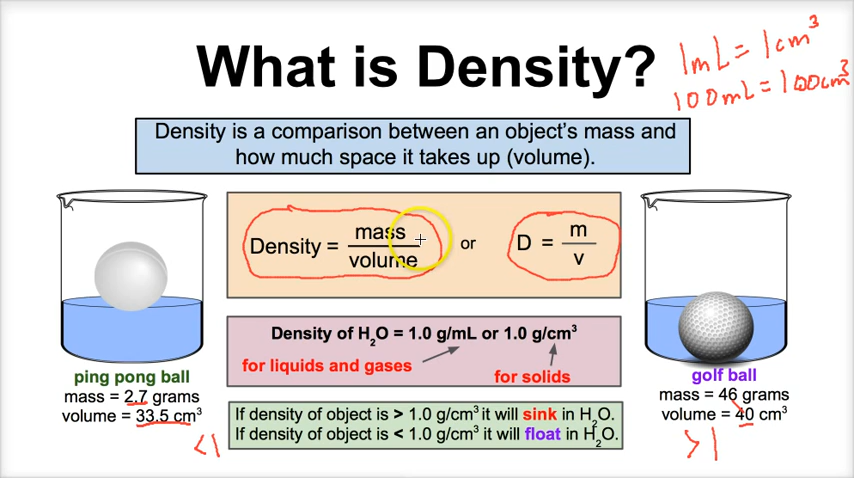 What is Density?
1mL = 1cm³
100mL = 100cm³
Density is a comparison between an object's mass and
how much space it takes up (volume).
Density = mass
volume
or
D = m
v
Density of H₂O = 1.0 g/mL or 1.0 g/cm³
for liquids and gases
for solids
If density of object is > 1.0 g/cm³ it will sink in H₂O.
If density of object is < 1.0 g/cm³ it will float in H₂O.
ping pong ball
mass = 2.7 grams
volume = 33.5 cm³
<1
golf ball
mass = 46 grams
volume = 40 cm³
>1